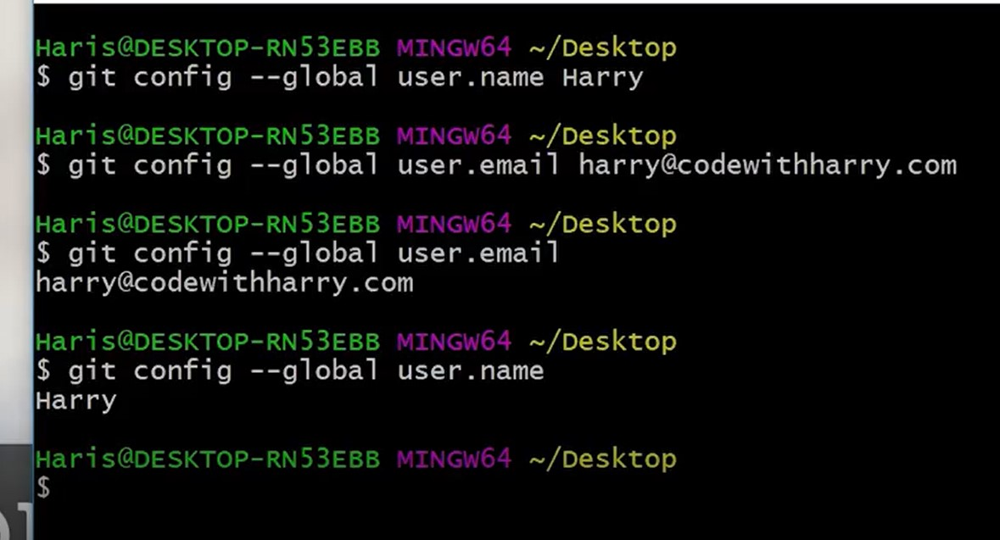 Haris@DESKTOP-RN53EBB MINGW64 ~/Desktop
$ git config --global user.name Harry
Haris@DESKTOP-RN53EBB MINGW64 ~/Desktop
$ git config --global user.email harry@codewithharry.com
Haris@DESKTOP-RN53EBB MINGW64 ~/Desktop
$ git config --global user.email
harry@codewithharry.com
Haris@DESKTOP-RN53EBB MINGW64 ~/Desktop
$ git config --global user.name
Harry
Haris@DESKTOP-RN53EBB MINGW64 ~/Desktop
$